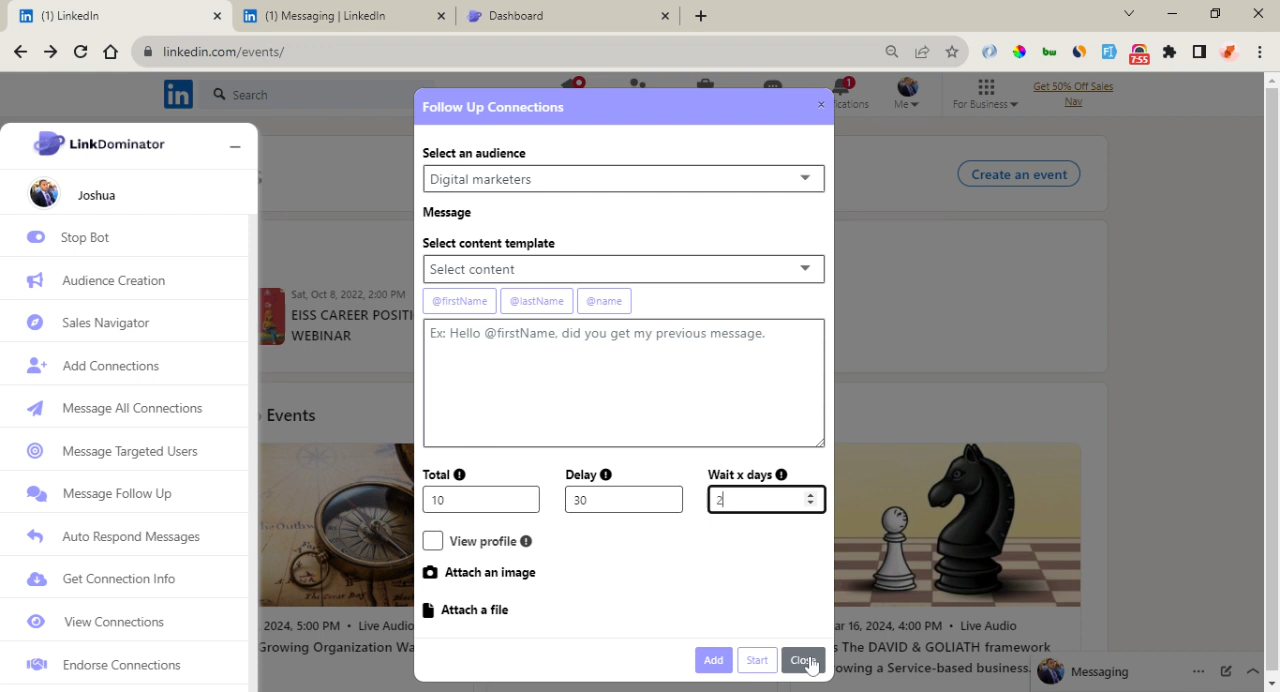 (1) LinkedIn
(1) Messaging | LinkedIn
Dashboard
linkedin.com/events/
7:55
Search
1
Me
For Business
Get 50% Off Sales
Nav
LinkDominator
Joshua
Stop Bot
Audience Creation
Sales Navigator
Add Connections
Message All Connections
Message Targeted Users
Message Follow Up
Auto Respond Messages
Get Connection Info
View Connections
Endorse Connections
Create an event
Sat, Oct 8, 2022, 2:00 PM
EISS CAREER POSITI
WEBINAR
Events
2024, 5:00 PM • Live Audio
Growing Organization Wa
ar 16, 2024, 4:00 PM • Live Audio
s The DAVID & GOLIATH framework
owing a Service-based business.
Messaging
Follow Up Connections
Select an audience
Digital marketers
Message
Select content template
Select content
@firstName @lastName @name
Ex: Hello @firstName, did you get my previous message.
Total Delay Wait x days
10 30 2
View profile
Attach an image
Attach a file
Add Start Close